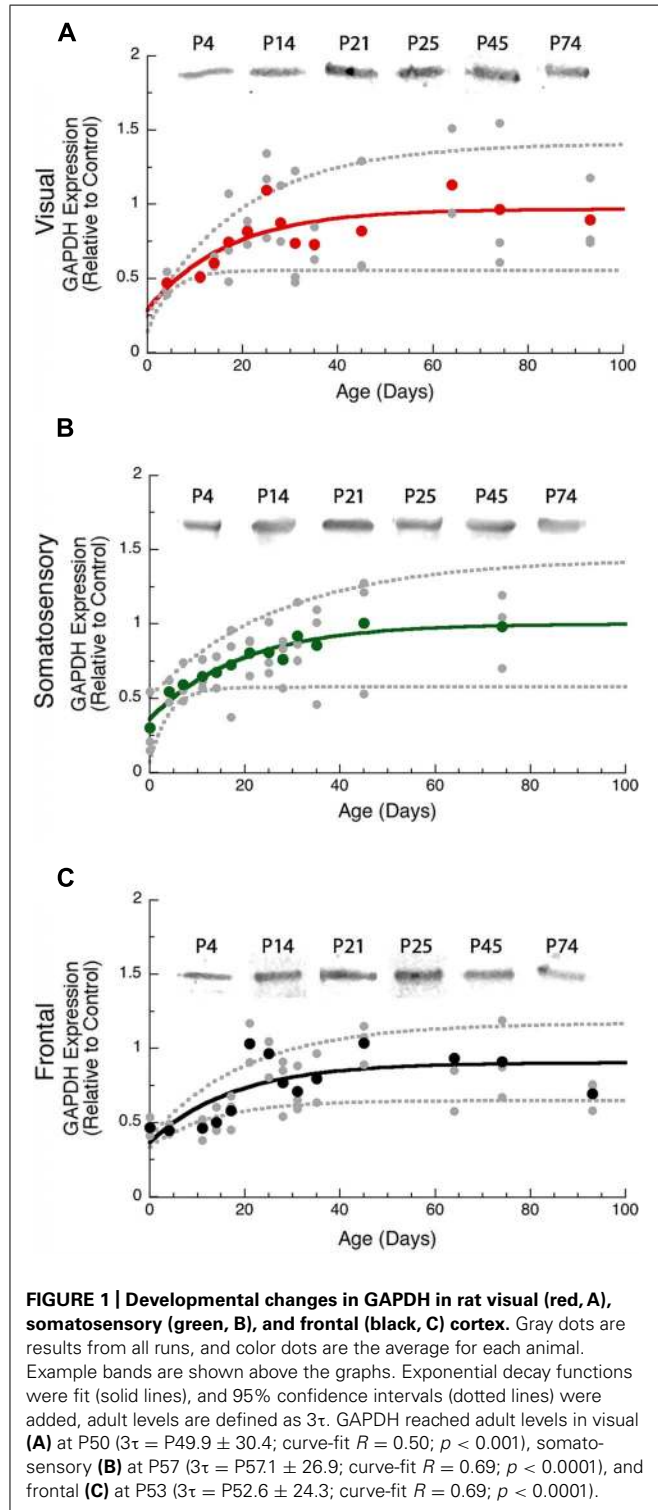 A
P4 P14 P21 P25 P45 P74
2
1.5
1
0.5
0
Visual
GAPDH Expression
(Relative to Control)
0 20 40 60 80 100
Age (Days)
B
P4 P14 P21 P25 P45 P74
2
1.5
1
0.5
0
Somatosensory
GAPDH Expression
(Relative to Control)
0 20 40 60 80 100
Age (Days)
C
P4 P14 P21 P25 P45 P74
2
1.5
1
0.5
0
Frontal
GAPDH Expression
(Relative to Control)
0 20 40 60 80 100
Age (Days)
FIGURE 1 | Developmental changes in GAPDH in rat visual (red, A),
somatosensory (green, B), and frontal (black, C) cortex. Gray dots are
results from all runs, and color dots are the average for each animal.
Example bands are shown above the graphs. Exponential decay functions
were fit (solid lines), and 95% confidence intervals (dotted lines) were
added, adult levels are defined as 3τ. GAPDH reached adult levels in visual
(A) at P50 (3τ = P49.9 ± 30.4; curve-fit R = 0.50; p < 0.001), somato-
sensory (B) at P57 (3τ = P57.1 ± 26.9; curve-fit R = 0.69; p < 0.0001), and
frontal (C) at P53 (3τ = P52.6 ± 24.3; curve-fit R = 0.69; p < 0.0001).